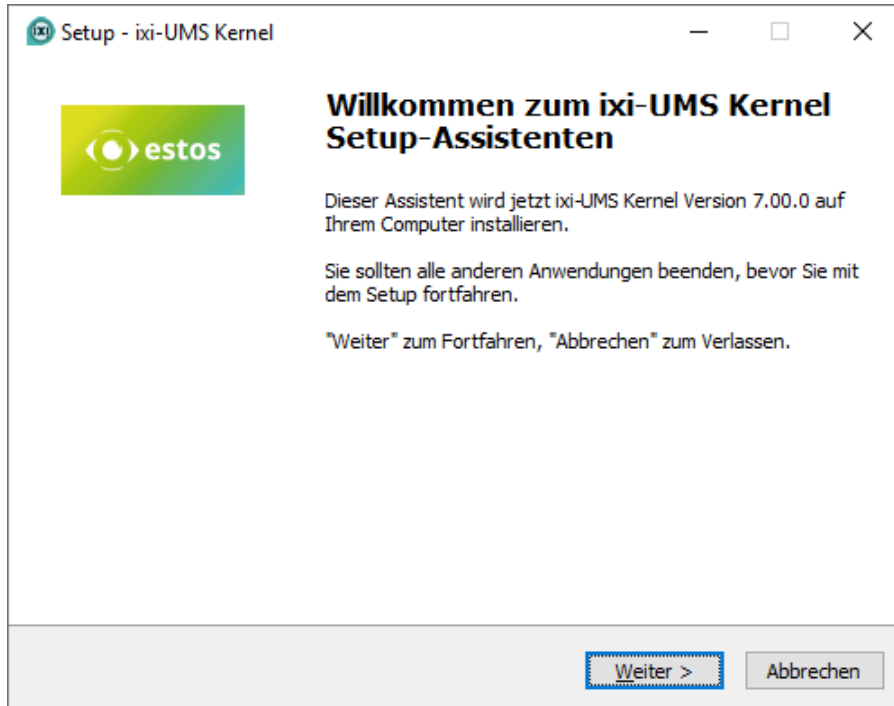 ixi Setup - ixi-UMS Kernel
estos
Willkommen zum ixi-UMS Kernel
Setup-Assistenten
Dieser Assistent wird jetzt ixi-UMS Kernel Version 7.00.0 auf
Ihrem Computer installieren.
Sie sollten alle anderen Anwendungen beenden, bevor Sie mit
dem Setup fortfahren.
"Weiter" zum Fortfahren, "Abbrechen" zum Verlassen.
Weiter >
Abbrechen